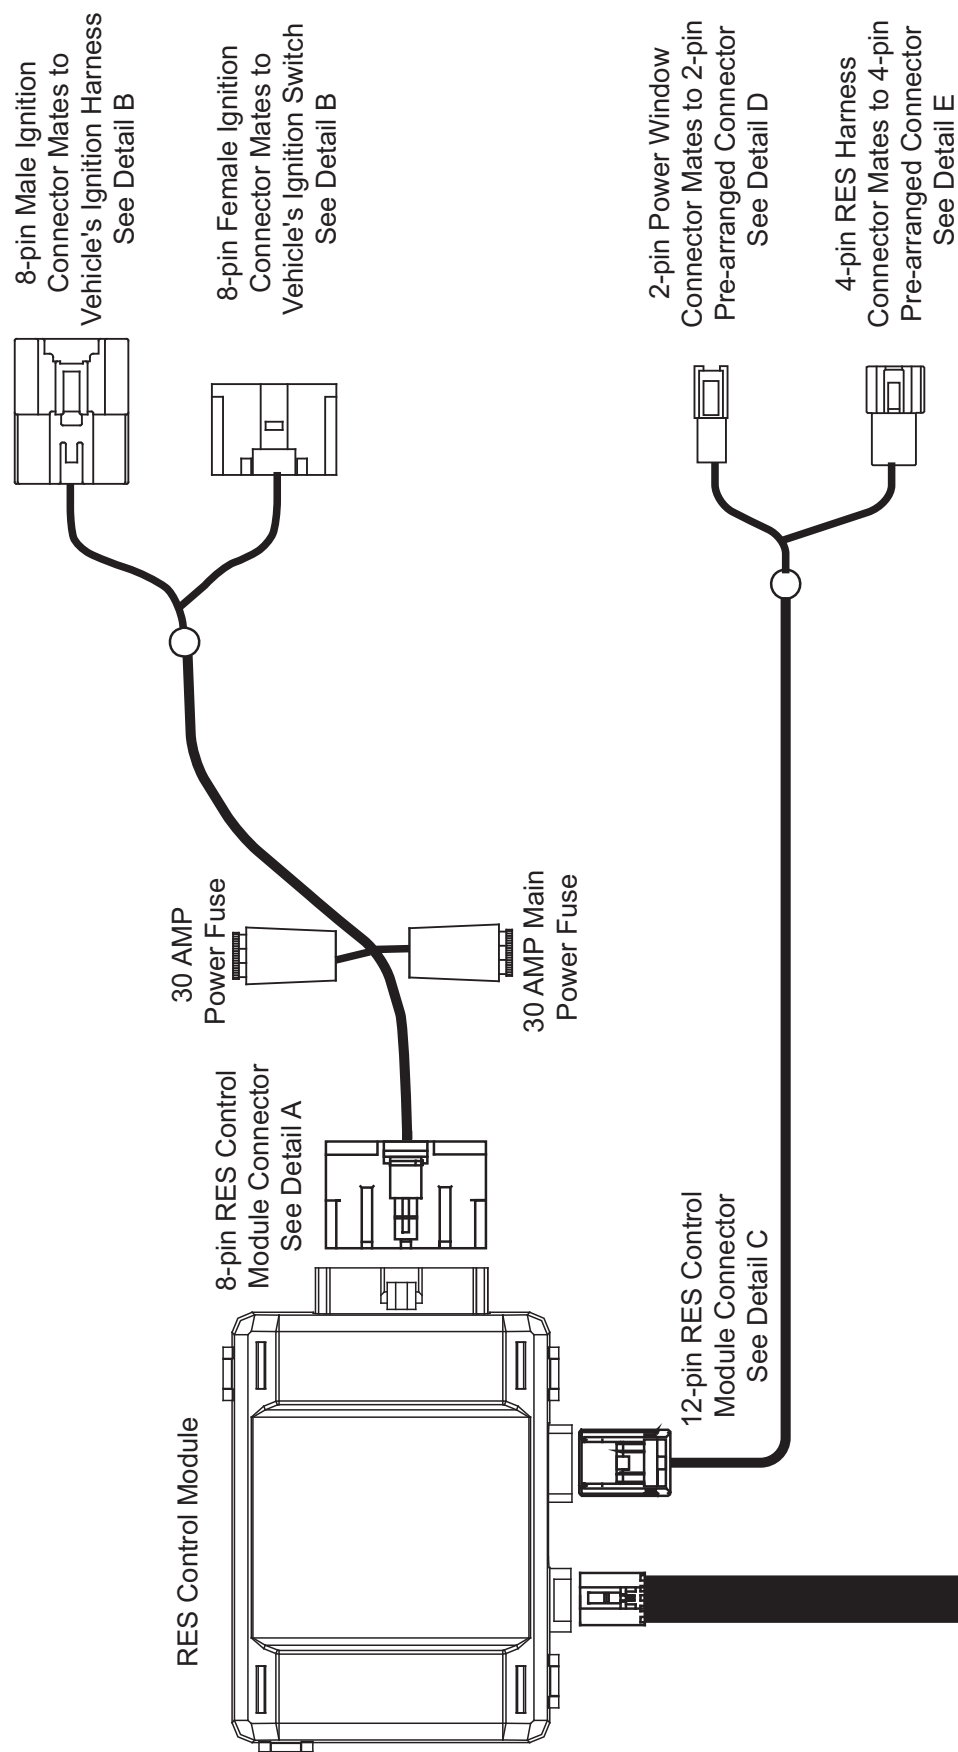 8-pin Male Ignition
Connector Mates to
Vehicle's Ignition Harness
See Detail B
8-pin Female Ignition
Connector Mates to
Vehicle's Ignition Switch
See Detail B
2-pin Power Window
Connector Mates to 2-pin
Pre-arranged Connector
See Detail D
4-pin RES Harness
Connector Mates to 4-pin
Pre-arranged Connector
See Detail E
30 AMP
Power Fuse
30 AMP Main
Power Fuse
8-pin RES Control
Module Connector
See Detail A
12-pin RES Control
Module Connector
See Detail C
RES Control Module